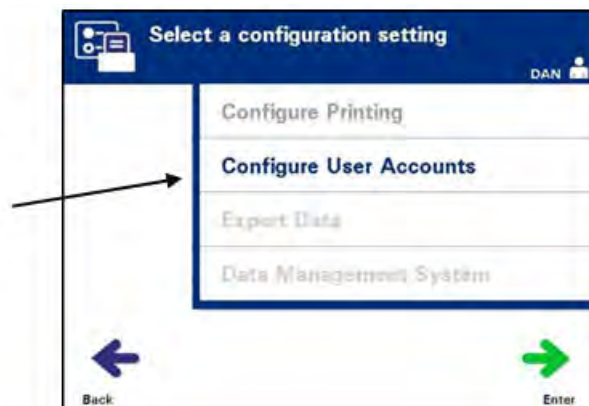 Select a configuration setting
DAN
Configure Printing
Configure User Accounts
Export Data
Data Management System
Back
Enter